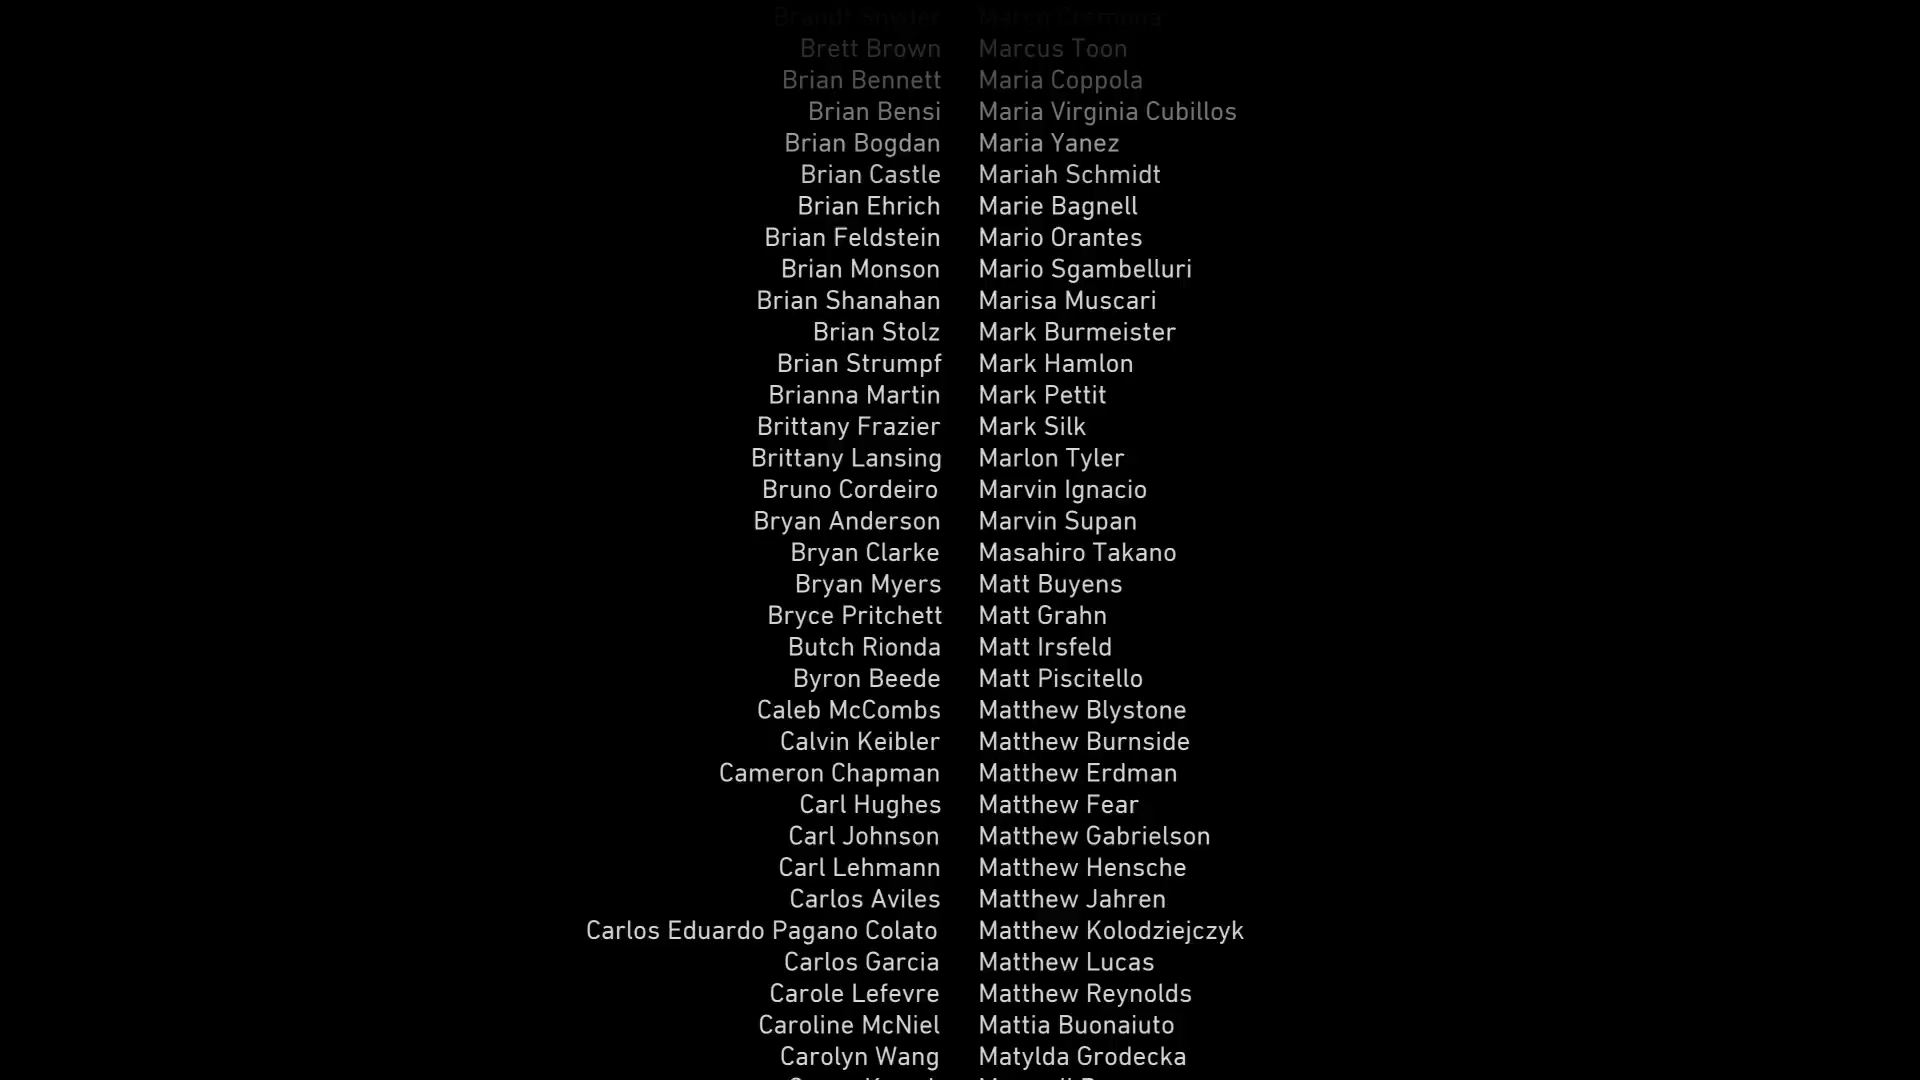 Brandt Snyder Marco Cremona
Brett Brown Marcus Toon
Brian Bennett Maria Coppola
Brian Bensi Maria Virginia Cubillos
Brian Bogdan Maria Yanez
Brian Castle Mariah Schmidt
Brian Ehrich Marie Bagnell
Brian Feldstein Mario Orantes
Brian Monson Mario Sgambelluri
Brian Shanahan Marisa Muscari
Brian Stolz Mark Burmeister
Brian Strumpf Mark Hamlon
Brianna Martin Mark Pettit
Brittany Frazier Mark Silk
Brittany Lansing Marlon Tyler
Bruno Cordeiro Marvin Ignacio
Bryan Anderson Marvin Supan
Bryan Clarke Masahiro Takano
Bryan Myers Matt Buyens
Bryce Pritchett Matt Grahn
Butch Rionda Matt Irsfeld
Byron Beede Matt Piscitello
Caleb McCombs Matthew Blystone
Calvin Keibler Matthew Burnside
Cameron Chapman Matthew Erdman
Carl Hughes Matthew Fear
Carl Johnson Matthew Gabrielson
Carl Lehmann Matthew Hensche
Carlos Aviles Matthew Jahren
Carlos Eduardo Pagano Colato Matthew Kolodziejczyk
Carlos Garcia Matthew Lucas
Carole Lefevre Matthew Reynolds
Caroline McNiel Mattia Buonaiuto
Carolyn Wang Matylda Grodecka